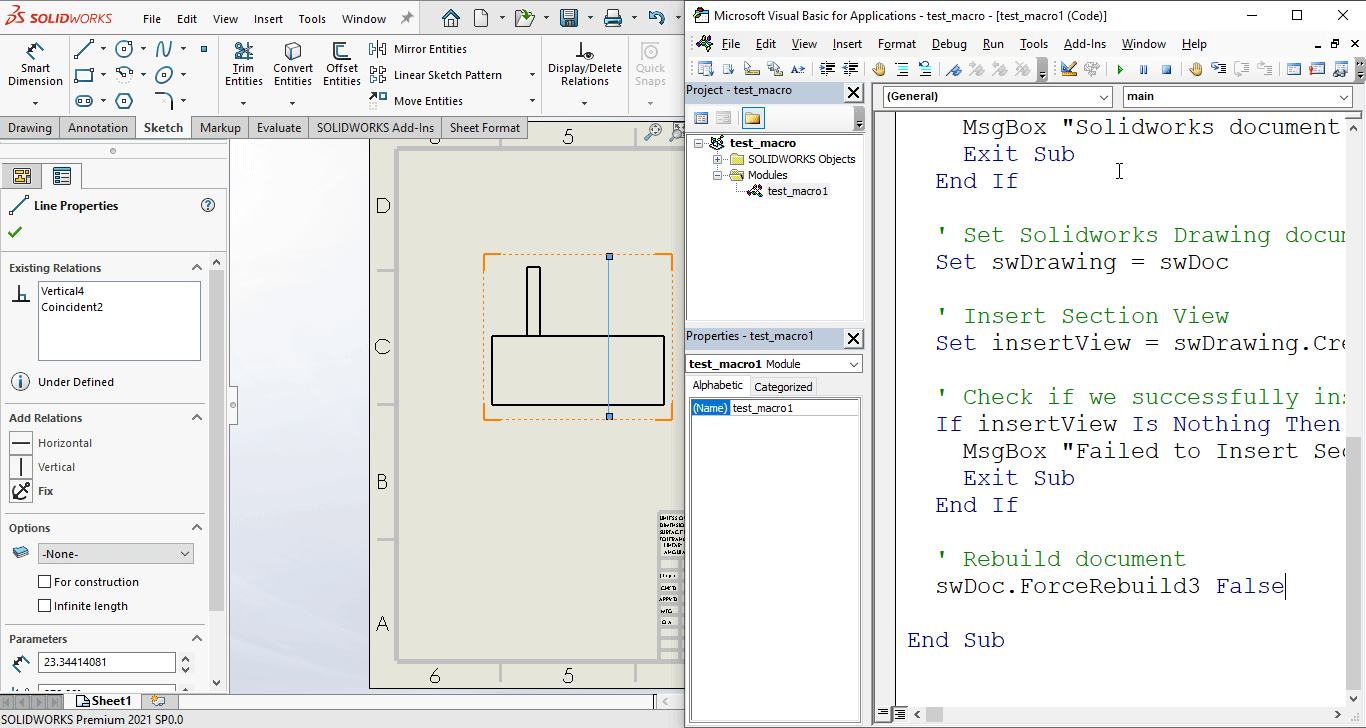 SOLIDWORKS
File Edit View Insert Tools Window
Smart Dimension
Trim Entities
Convert Entities
Offset Entities
Mirror Entities
Linear Sketch Pattern
Move Entities
Display/Delete Relations
Quick Snaps
Drawing Annotation Sketch Markup Evaluate SOLIDWORKS Add-Ins Sheet Format
Line Properties
Existing Relations
Vertical4
Coincident2
Under Defined
Add Relations
Horizontal
Vertical
Fix
Options
-None-
For construction
Infinite length
Parameters
23.34414081
Sheet1
SOLIDWORKS Premium 2021 SP0.0
5
D
C
B
A
6 5
Microsoft Visual Basic for Applications - test_macro - [test_macro1 (Code)]
File Edit View Insert Format Debug Run Tools Add-Ins Window Help
Project - test_macro
test_macro
SOLIDWORKS Objects
Modules
test_macro1
Properties - test_macro1
test_macro1 Module
Alphabetic Categorized
(Name) test_macro1
(General) main
MsgBox "Solidworks document
Exit Sub
End If
' Set Solidworks Drawing docu
Set swDrawing = swDoc
' Insert Section View
Set insertView = swDrawing.Cre
' Check if we successfully ins
If insertView Is Nothing Then
MsgBox "Failed to Insert Sec
Exit Sub
End If
' Rebuild document
swDoc.ForceRebuild3 False
End Sub